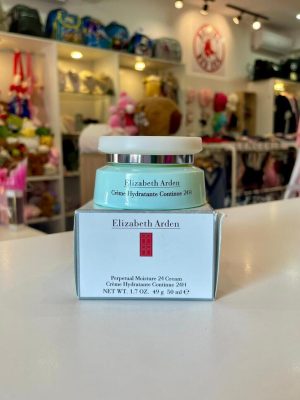 Elizabeth Arden
Crème Hydratante Continue 24H
Elizabeth Arden
Perpetual Moisture 24 Cream
Crème Hydratante Continue 24H
NET WT. 1.7 OZ. 49 g 50 ml ℮